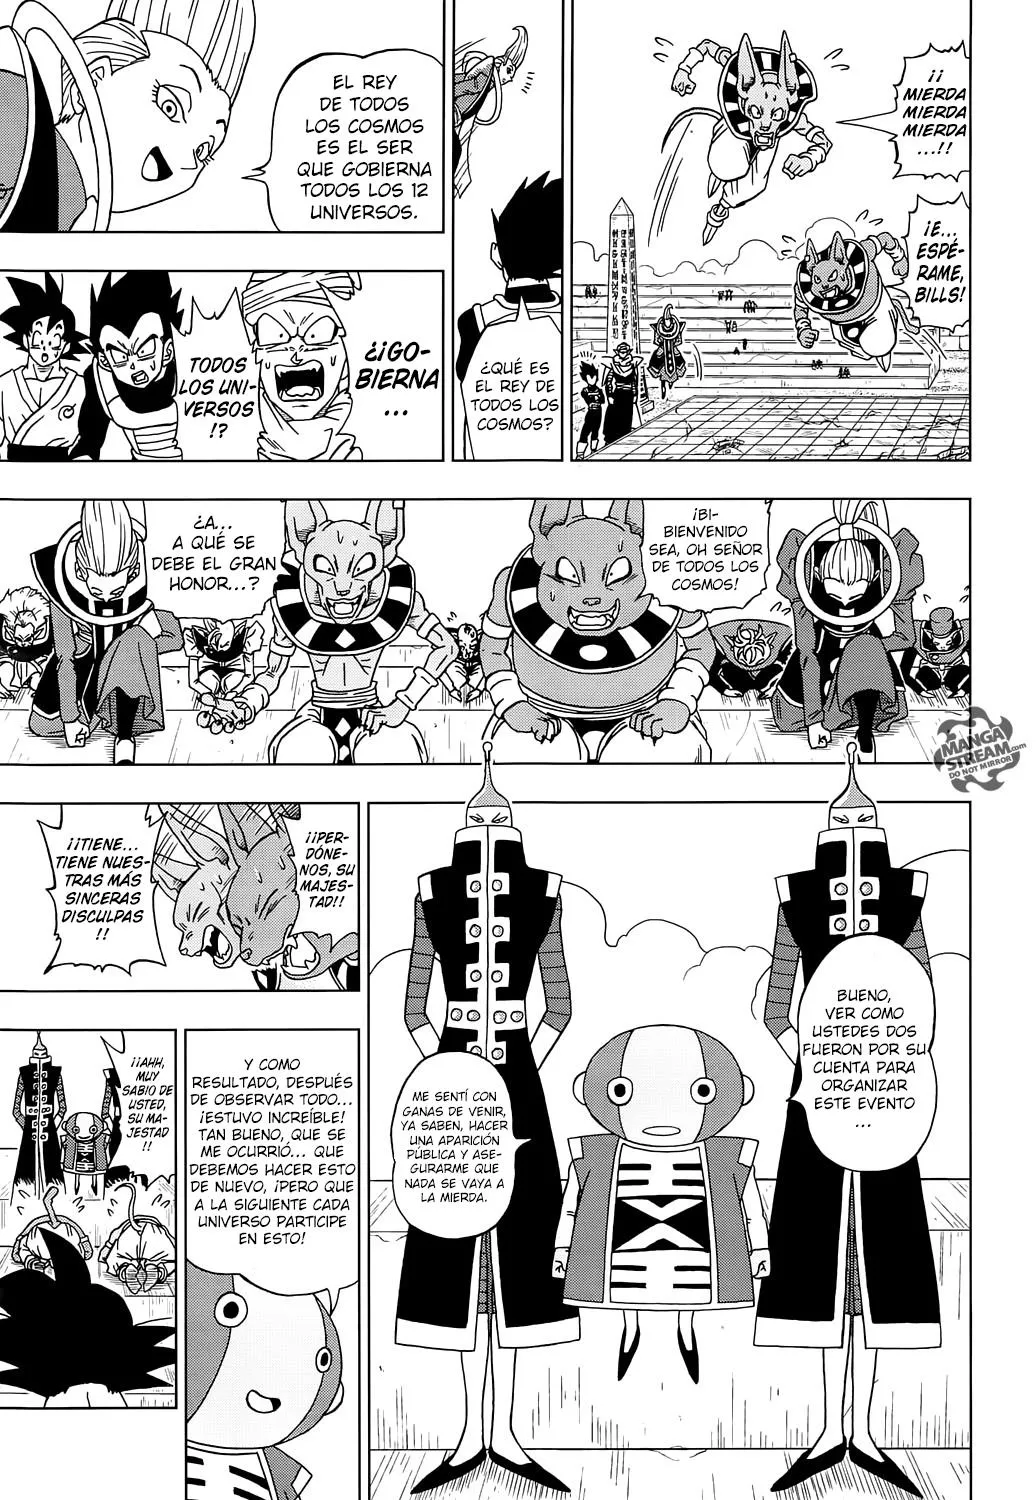 ¡¡
MIERDA
MIERDA
MIERDA
...!!
¡E...
ESPÉ-
RAME,
BILLS!
¿QUÉ ES
EL REY DE
TODOS LOS
COSMOS?
EL REY
DE TODOS
LOS COSMOS
ES EL SER
QUE GOBIERNA
TODOS LOS 12
UNIVERSOS.
¿¡GO-
BIERNA
...
TODOS
LOS UNI-
VERSOS
!?
¡BI-
BIENVENIDO
SEA, OH SEÑOR
DE TODOS LOS
COSMOS!
¿A...
A QUÉ SE
DEBE EL GRAN
HONOR...?
MANGA
STREAM.com
DO NOT MIRROR!
BUENO,
VER COMO
USTEDES DOS
FUERON POR SU
CUENTA PARA
ORGANIZAR
ESTE EVENTO
...
ME SENTÍ CON
GANAS DE VENIR,
YA SABEN, HACER
UNA APARICIÓN
PÚBLICA Y ASE-
GURARME QUE
NADA SE VAYA A
LA MIERDA.
¡¡PER-
DÓNE-
NOS, SU
MAJES-
TAD!!
¡¡TIENE...
TIENE NUES-
TRAS MÁS
SINCERAS
DISCULPAS
!!
Y COMO
RESULTADO, DESPUÉS
DE OBSERVAR TODO...
¡ESTUVO INCREÍBLE!
TAN BUENO, QUE SE
ME OCURRIÓ... QUE
DEBEMOS HACER ESTO
DE NUEVO, ¡PERO QUE
A LA SIGUIENTE CADA
UNIVERSO PARTICIPE
EN ESTO!
¡¡AHH,
MUY
SABIO DE
USTED,
SU MA-
JESTAD
!!